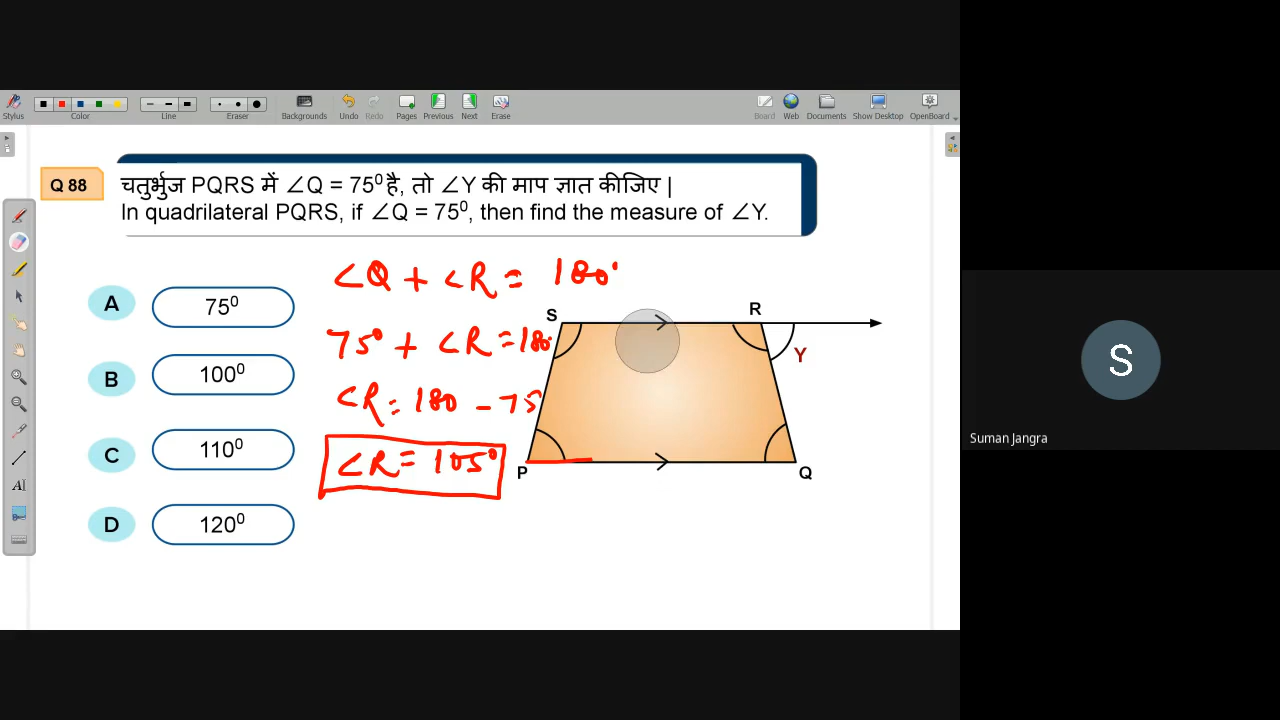 Stylus
Color
Line
Eraser
Backgrounds
Undo
Redo
Pages
Previous
Next
Erase
Board
Web
Documents
Show Desktop
OpenBoard
Q 88
चतुर्भुज PQRS में ∠Q = 75⁰ है, तो ∠Y की माप ज्ञात कीजिए |
In quadrilateral PQRS, if ∠Q = 75⁰, then find the measure of ∠Y.
∠Q + ∠R = 180°
75° + ∠R = 180
∠R = 180 - 75
∠R = 105°
A 75⁰
B 100⁰
C 110⁰
D 120⁰
S
R
Y
P
Q
AI
S
Suman Jangra